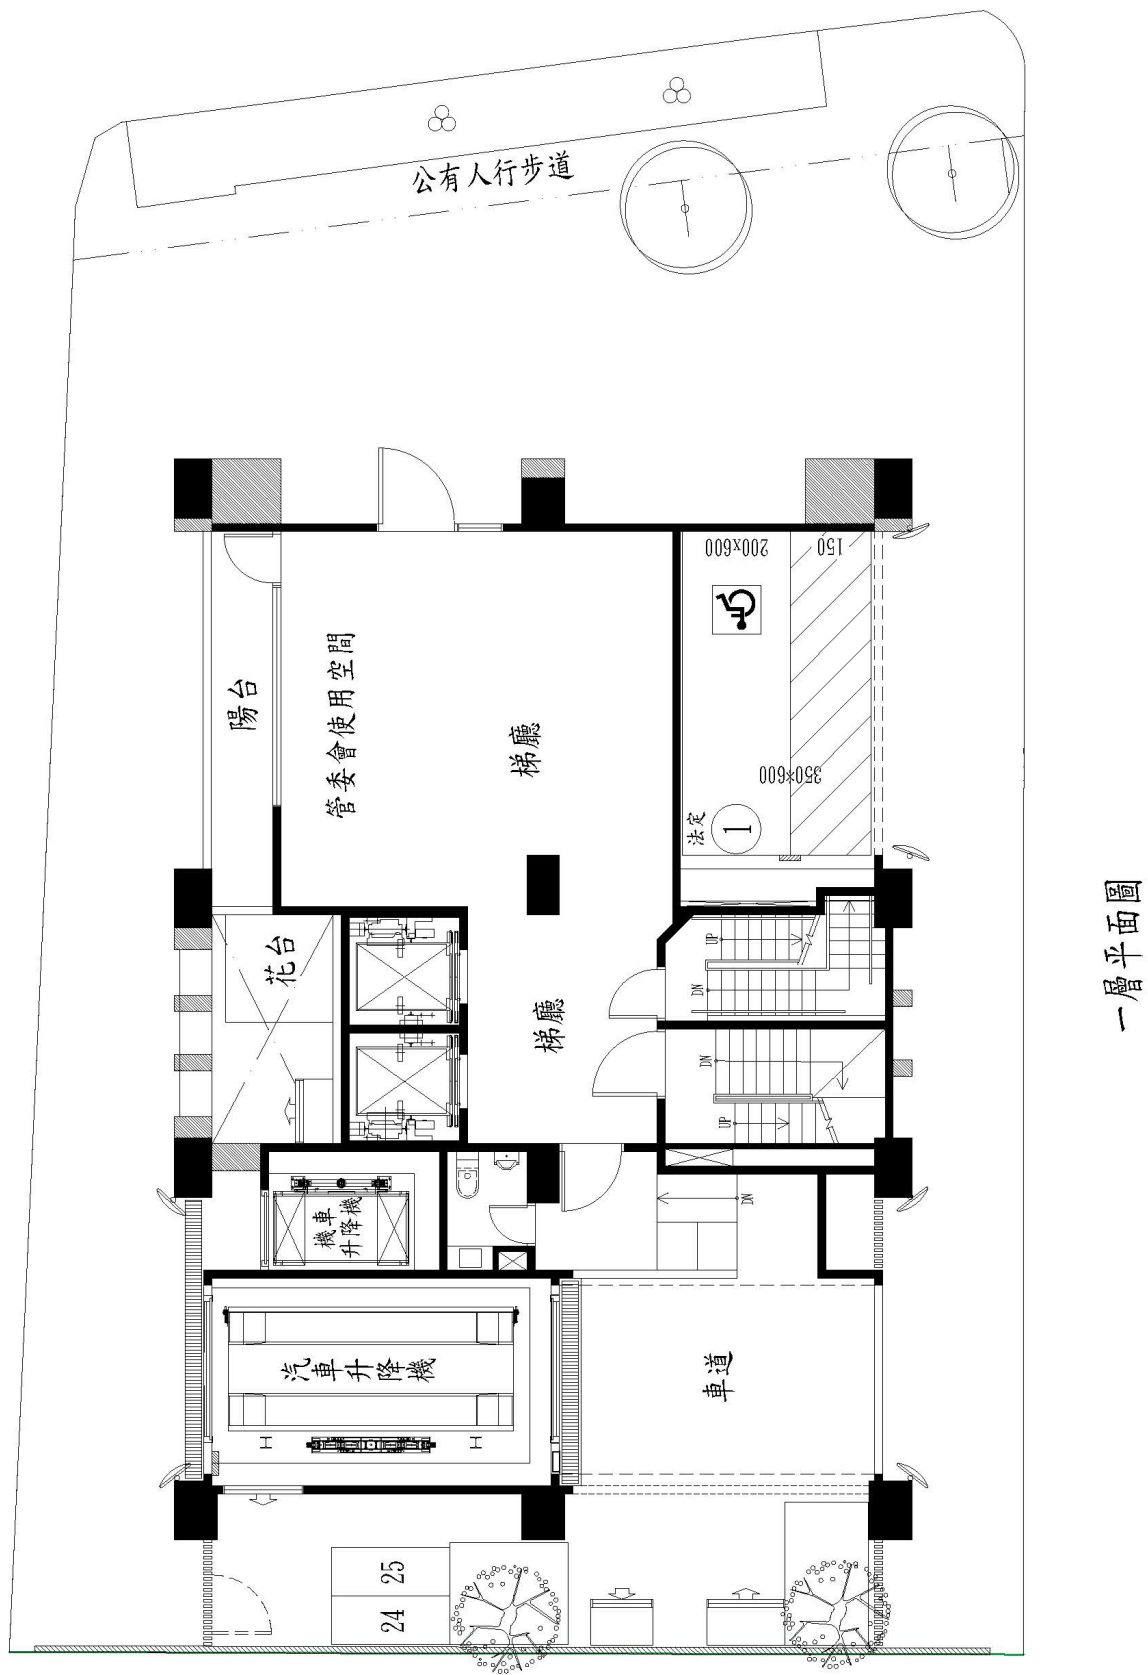 公有人行步道
200x600
150
陽台
管委會使用空間
梯廳
350x600
法定
1
花台
UP
DN
梯廳
DN
UP
機車
升降機
DN
汽車升降機
H
H
車道
25
24
一層平面圖